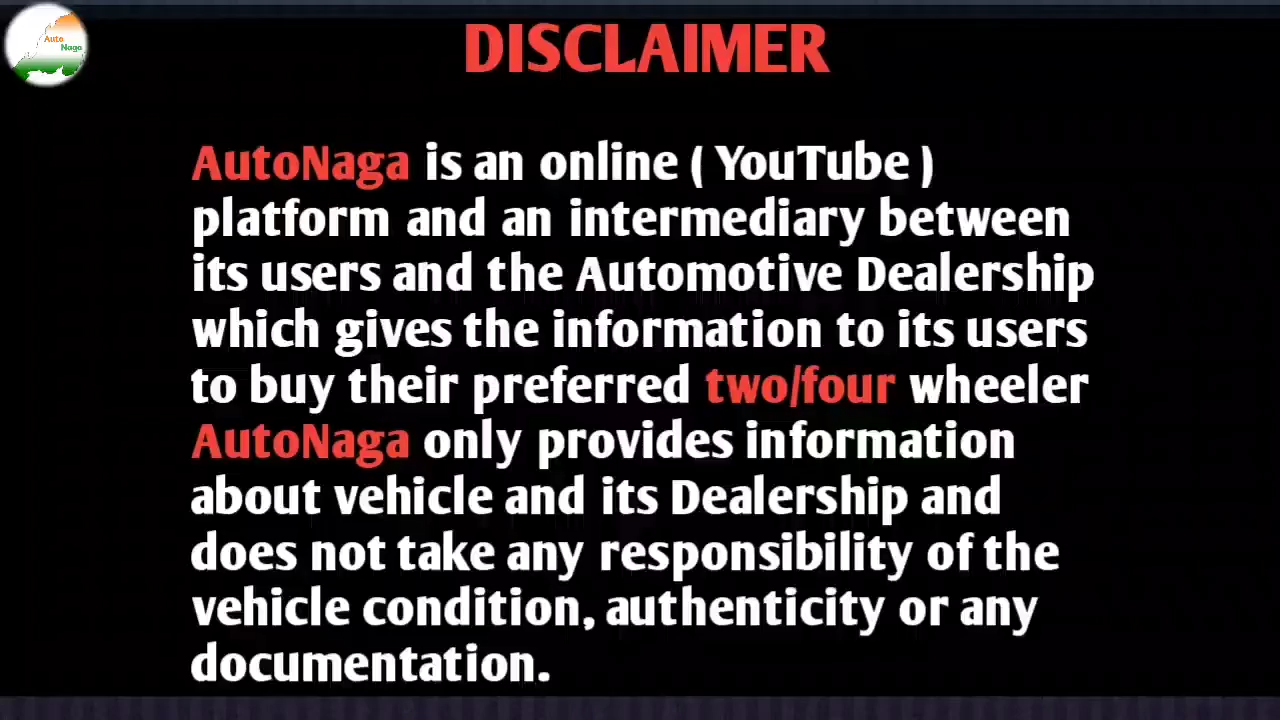 Auto
Naga
DISCLAIMER
AutoNaga is an online ( YouTube )
platform and an intermediary between
its users and the Automotive Dealership
which gives the information to its users
to buy their preferred two/four wheeler
AutoNaga only provides information
about vehicle and its Dealership and
does not take any responsibility of the
vehicle condition, authenticity or any
documentation.